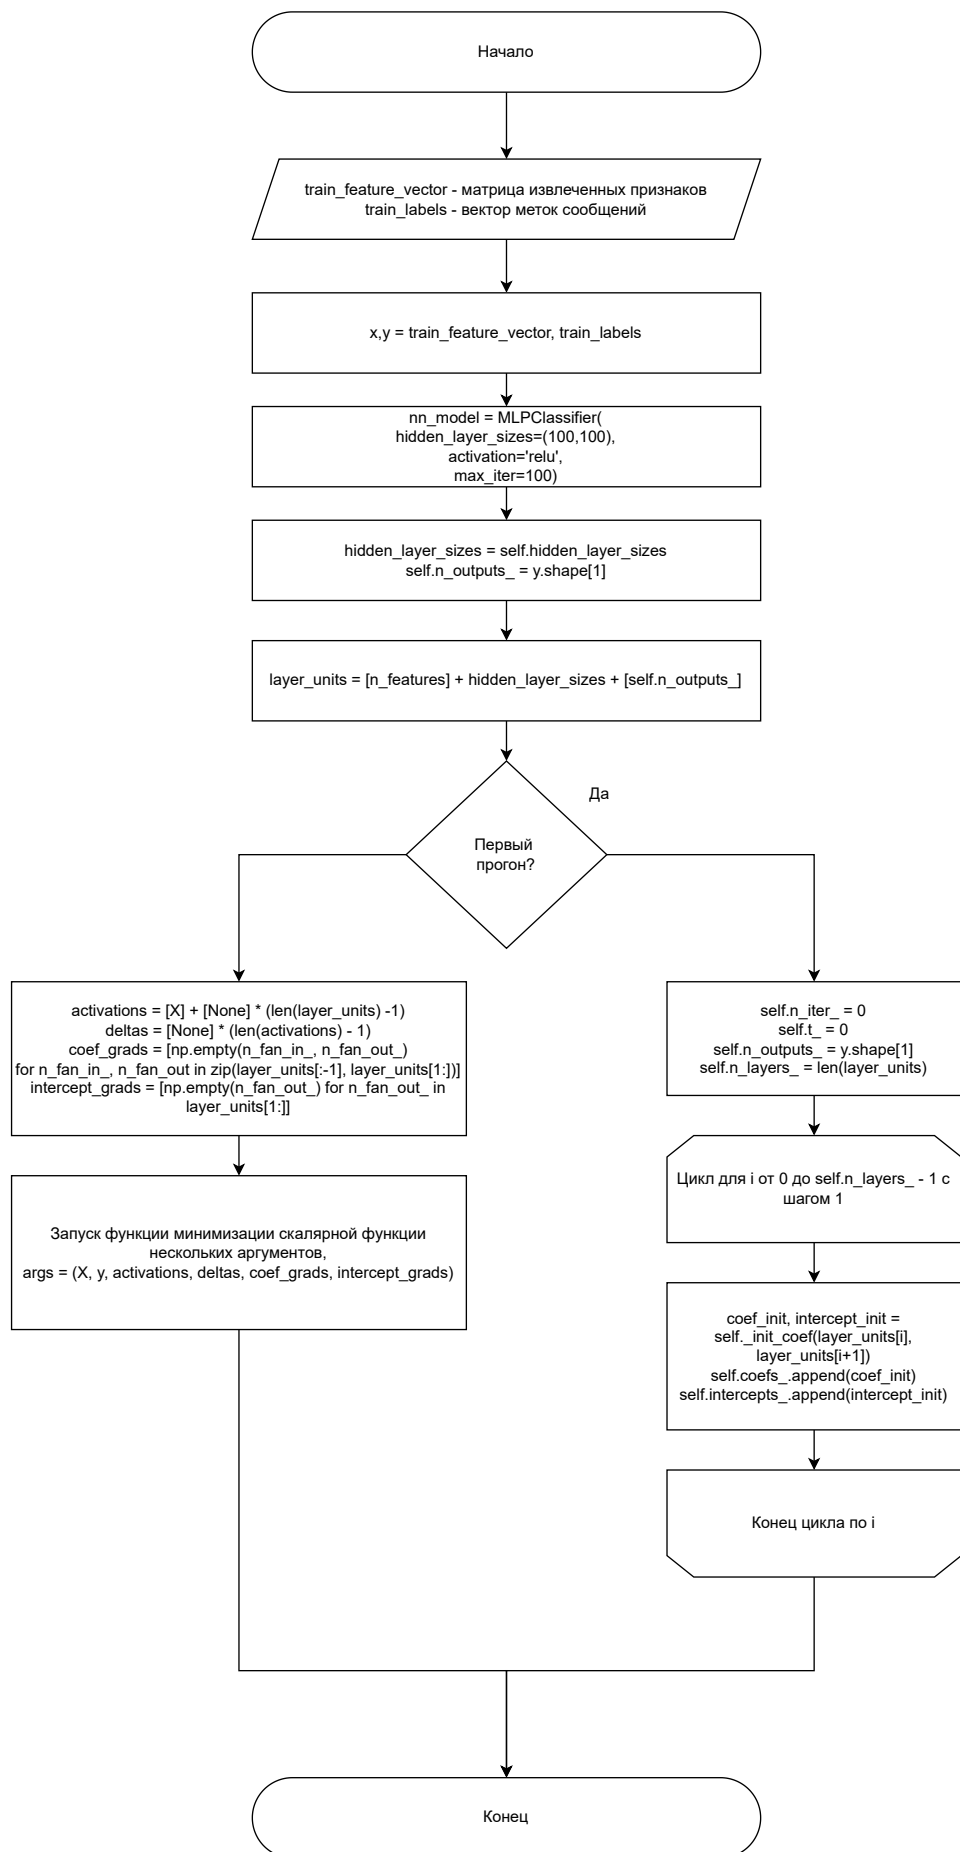 Начало
train_feature_vector - матрица извлеченных признаков
train_labels - вектор меток сообщений
x,y = train_feature_vector, train_labels
nn_model = MLPClassifier(
hidden_layer_sizes=(100,100),
activation='relu',
max_iter=100)
hidden_layer_sizes = self.hidden_layer_sizes
self.n_outputs_ = y.shape[1]
layer_units = [n_features] + hidden_layer_sizes + [self.n_outputs_]
Да
Первый
прогон?
activations = [X] + [None] * (len(layer_units) -1)
deltas = [None] * (len(activations) - 1)
coef_grads = [np.empty(n_fan_in_, n_fan_out_)
for n_fan_in_, n_fan_out in zip(layer_units[:-1], layer_units[1:])]
intercept_grads = [np.empty(n_fan_out_) for n_fan_out_ in
layer_units[1:]]
self.n_iter_ = 0
self.t_ = 0
self.n_outputs_ = y.shape[1]
self.n_layers_ = len(layer_units)
Цикл для i от 0 до self.n_layers_ - 1 с
шагом 1
Запуск функции минимизации скалярной функции
нескольких аргументов,
args = (X, y, activations, deltas, coef_grads, intercept_grads)
coef_init, intercept_init =
self._init_coef(layer_units[i],
layer_units[i+1])
self.coefs_.append(coef_init)
self.intercepts_.append(intercept_init)
Конец цикла по i
Конец